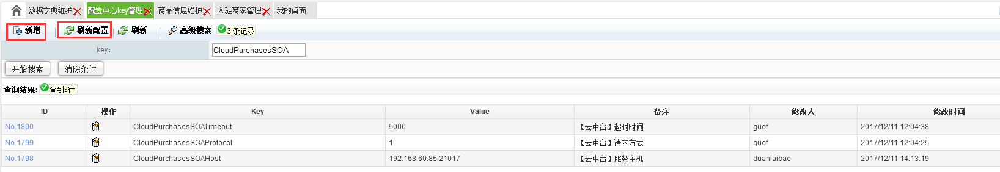 数据字典维护 配置中心key管理 商品信息维护 入驻商家管理 我的桌面
新增 刷新配置 刷新 高级搜索 3 条记录
key: CloudPurchasesSOA
开始搜索 清除条件
查询结果: 查到3行!
ID 操作 Key Value 备注 修改人 修改时间
No.1800 CloudPurchasesSOATimeout 5000 【云中台】超时时间 guof 2017/12/11 12:04:38
No.1799 CloudPurchasesSOAProtocol 1 【云中台】请求方式 guof 2017/12/11 12:04:25
No.1798 CloudPurchasesSOAHost 192.168.60.85:21017 【云中台】服务主机 duanlaibao 2017/12/11 14:13:19